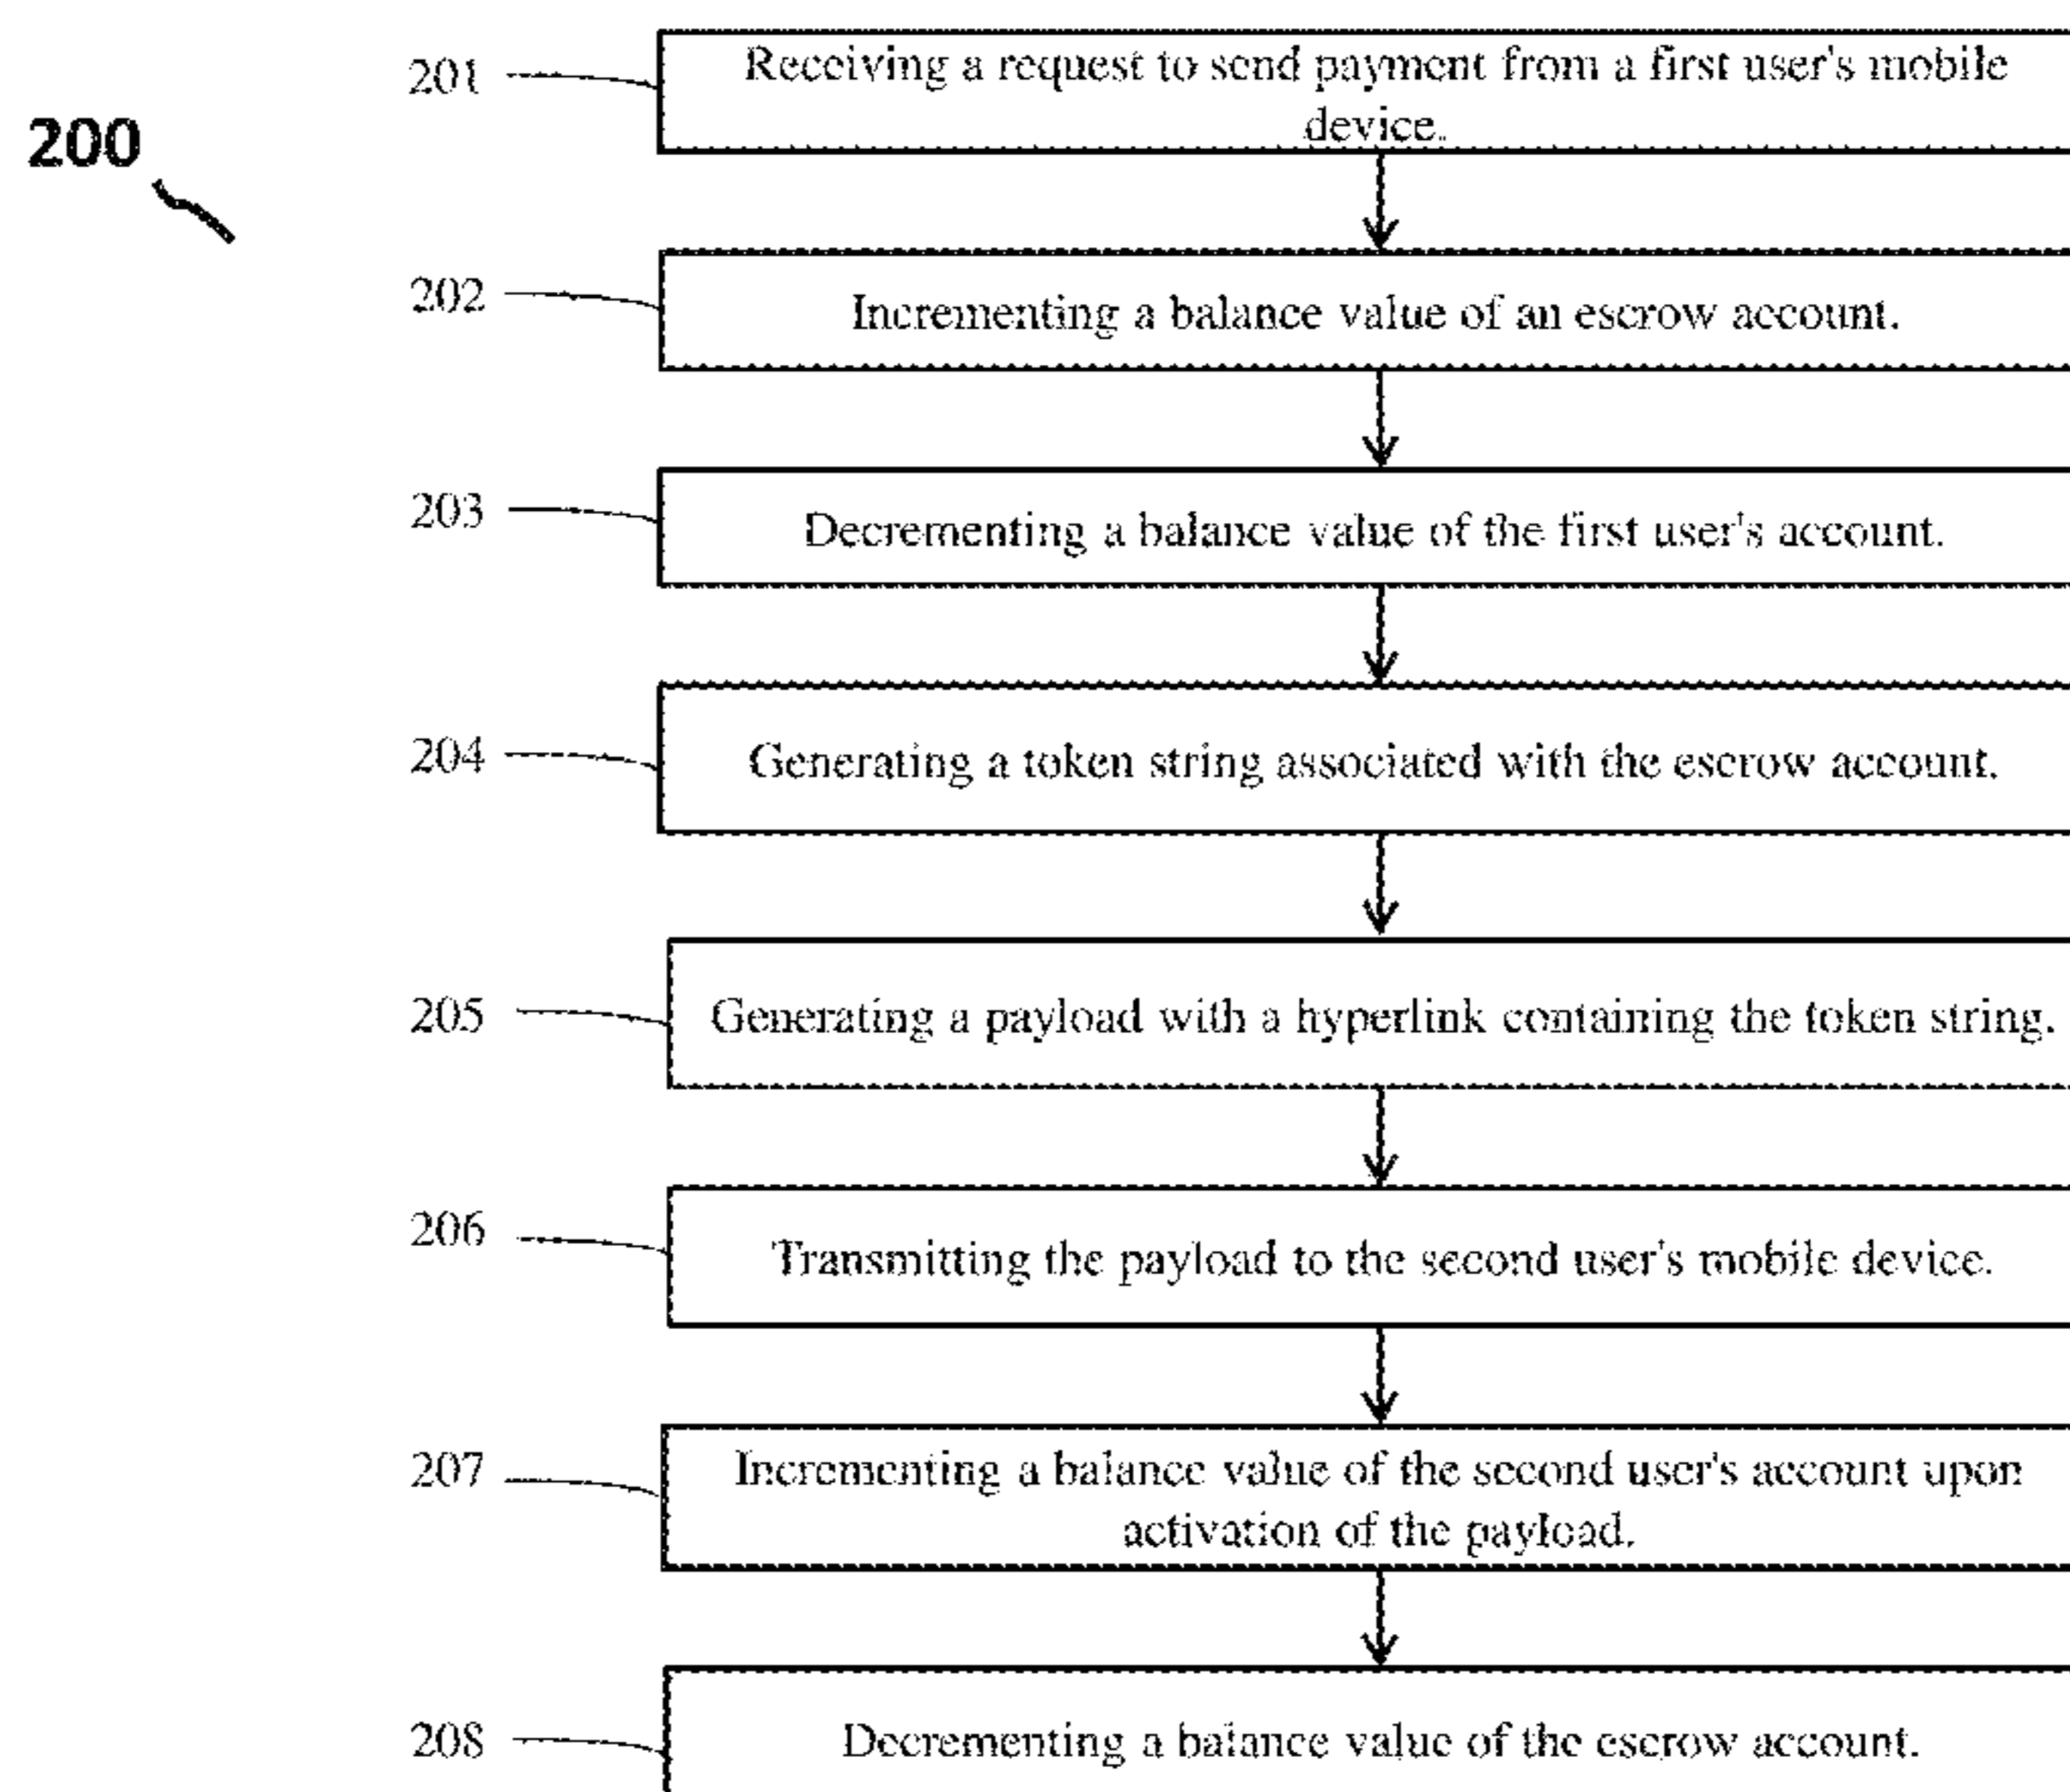 201
Receiving a request to send payment from a first user's mobile
device.
200
202
Incrementing a balance value of an escrow account.
203
Decrementing a balance value of the first user's account.
204
Generating a token string associated with the escrow account.
205
Generating a payload with a hyperlink containing the token string.
206
Transmitting the payload to the second user's mobile device.
207
Incrementing a balance value of the second user's account upon
activation of the payload.
208
Decrementing a balance value of the escrow account.